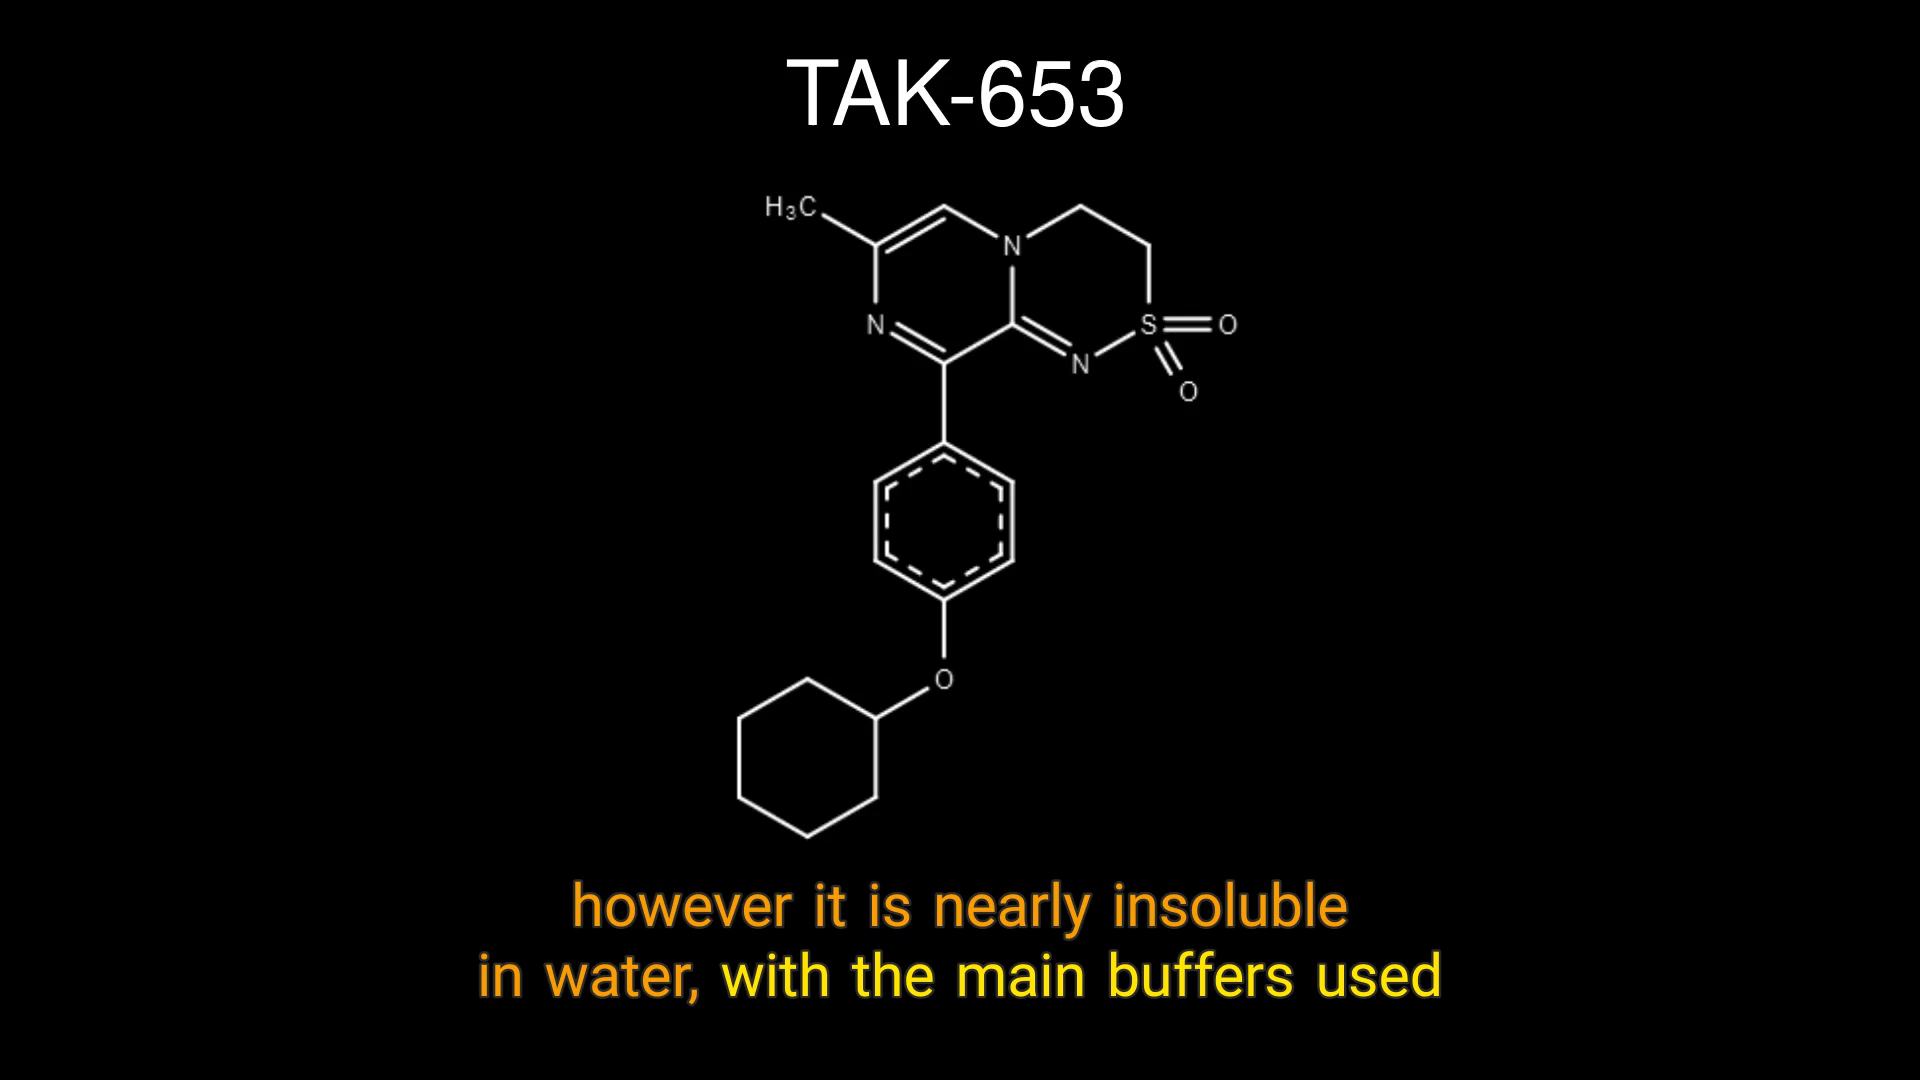 TAK-653
H₃C
N
N
S
O
N
O
O
however it is nearly insoluble
in water, with the main buffers used